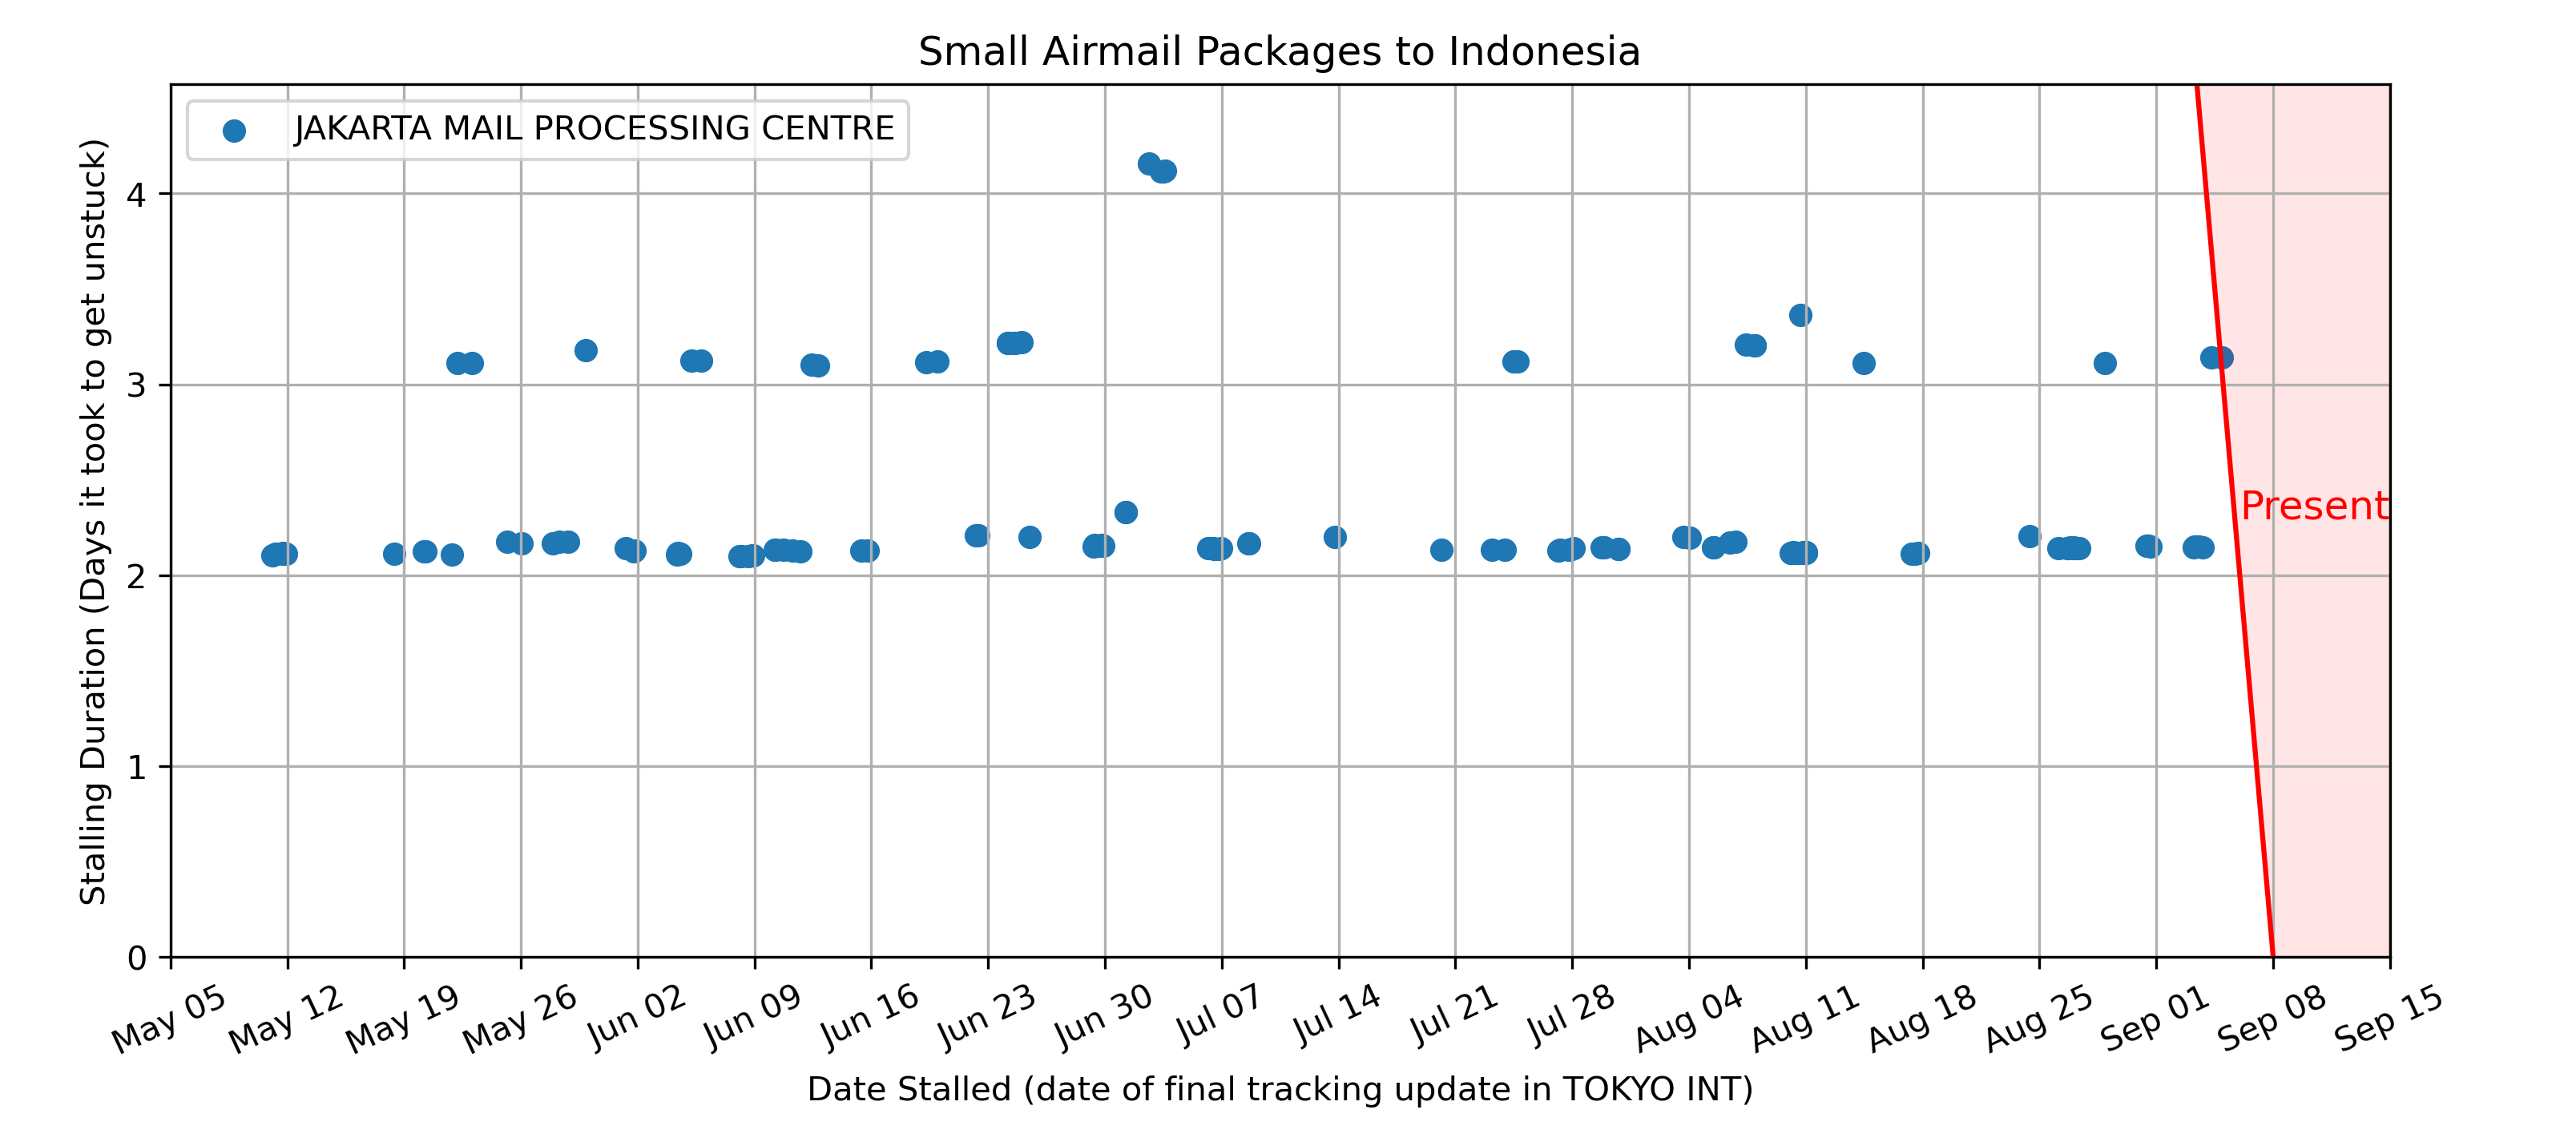 Small Airmail Packages to Indonesia
JAKARTA MAIL PROCESSING CENTRE
Stalling Duration (Days it took to get unstuck)
4
3
2
1
0
Present
May 05
May 12
May 19
May 26
Jun 02
Jun 09
Jun 16
Jun 23
Jun 30
Jul 07
Jul 14
Jul 21
Jul 28
Aug 04
Aug 11
Aug 18
Aug 25
Sep 01
Sep 08
Sep 15
Date Stalled (date of final tracking update in TOKYO INT)